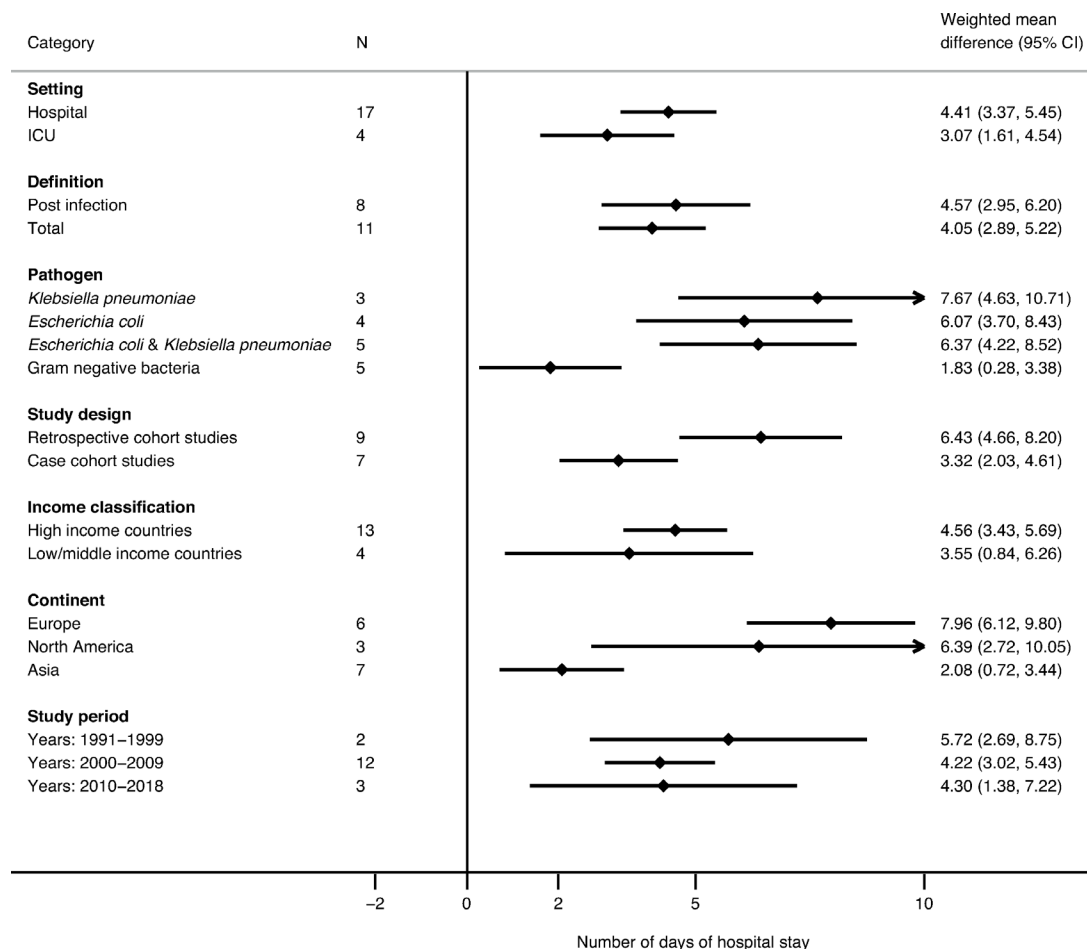 Category N Weighted mean
difference (95% CI)
Setting
Hospital 17 4.41 (3.37, 5.45)
ICU 4 3.07 (1.61, 4.54)
Definition
Post infection 8 4.57 (2.95, 6.20)
Total 11 4.05 (2.89, 5.22)
Pathogen
Klebsiella pneumoniae 3 7.67 (4.63, 10.71)
Escherichia coli 4 6.07 (3.70, 8.43)
Escherichia coli & Klebsiella pneumoniae 5 6.37 (4.22, 8.52)
Gram negative bacteria 5 1.83 (0.28, 3.38)
Study design
Retrospective cohort studies 9 6.43 (4.66, 8.20)
Case cohort studies 7 3.32 (2.03, 4.61)
Income classification
High income countries 13 4.56 (3.43, 5.69)
Low/middle income countries 4 3.55 (0.84, 6.26)
Continent
Europe 6 7.96 (6.12, 9.80)
North America 3 6.39 (2.72, 10.05)
Asia 7 2.08 (0.72, 3.44)
Study period
Years: 1991–1999 2 5.72 (2.69, 8.75)
Years: 2000–2009 12 4.22 (3.02, 5.43)
Years: 2010–2018 3 4.30 (1.38, 7.22)
−2 0 2 5 10
Number of days of hospital stay